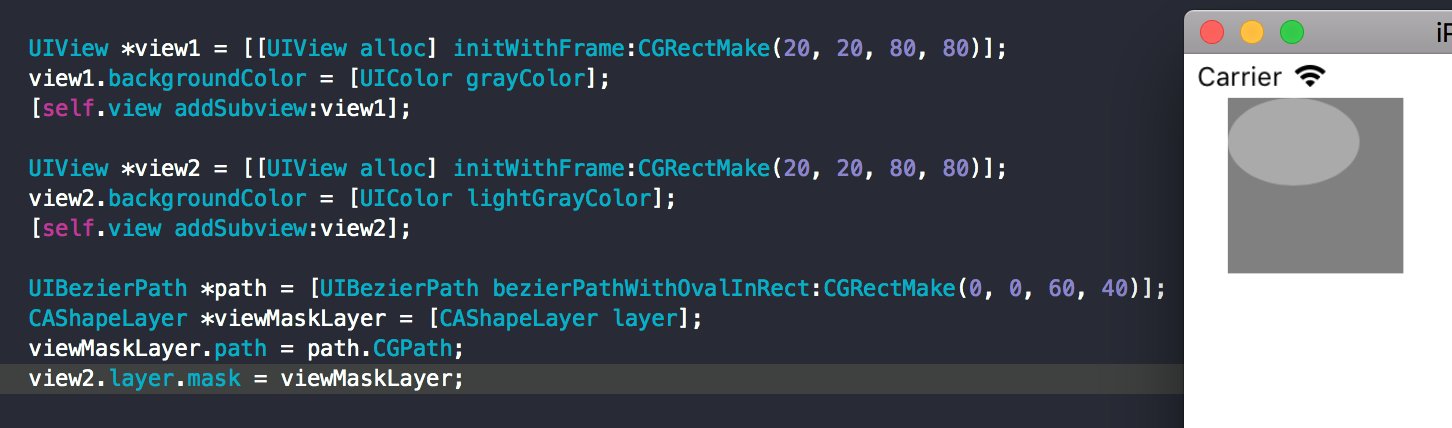 UIView *view1 = [[UIView alloc] initWithFrame:CGRectMake(20, 20, 80, 80)];
view1.backgroundColor = [UIColor grayColor];
[self.view addSubview:view1];
UIView *view2 = [[UIView alloc] initWithFrame:CGRectMake(20, 20, 80, 80)];
view2.backgroundColor = [UIColor lightGrayColor];
[self.view addSubview:view2];
UIBezierPath *path = [UIBezierPath bezierPathWithOvalInRect:CGRectMake(0, 0, 60, 40)];
CAShapeLayer *viewMaskLayer = [CAShapeLayer layer];
viewMaskLayer.path = path.CGPath;
view2.layer.mask = viewMaskLayer;
Carrier